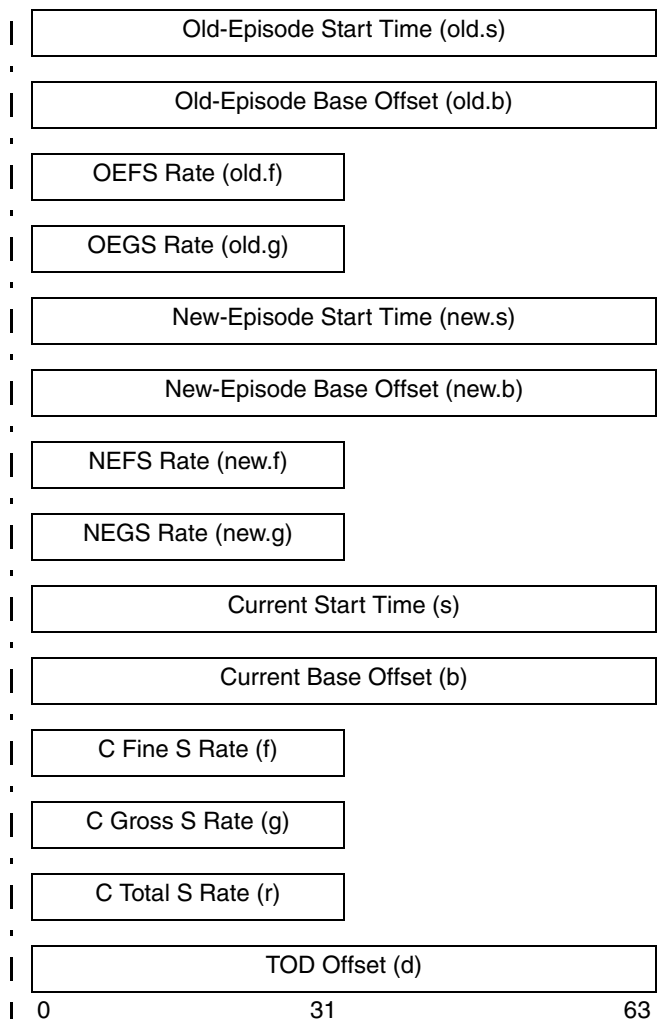 Old-Episode Start Time (old.s)
Old-Episode Base Offset (old.b)
OEFS Rate (old.f)
OEGS Rate (old.g)
New-Episode Start Time (new.s)
New-Episode Base Offset (new.b)
NEFS Rate (new.f)
NEGS Rate (new.g)
Current Start Time (s)
Current Base Offset (b)
C Fine S Rate (f)
C Gross S Rate (g)
C Total S Rate (r)
TOD Offset (d)
0 31 63